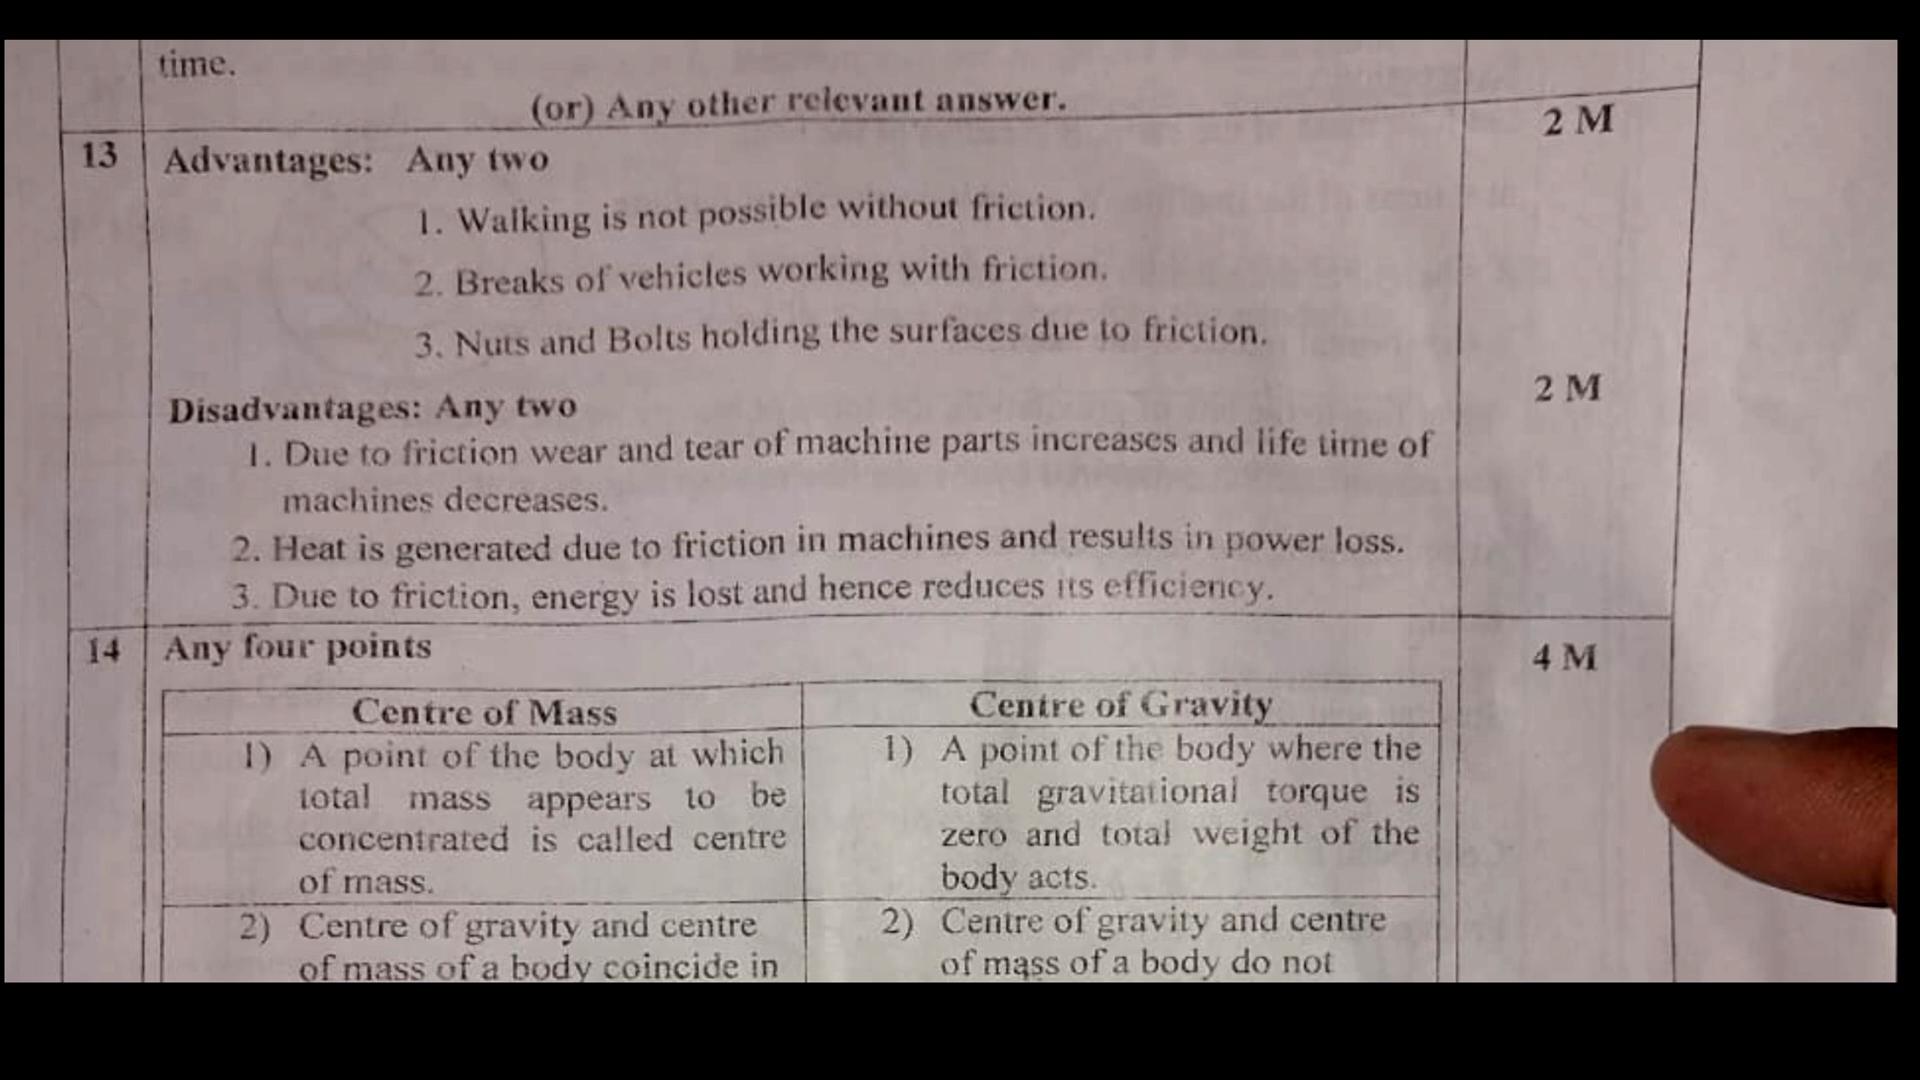 time.
(or) Any other relevant answer.
2 M
13 Advantages: Any two
1. Walking is not possible without friction.
2. Breaks of vehicles working with friction.
3. Nuts and Bolts holding the surfaces due to friction.
2 M
Disadvantages: Any two
1. Due to friction wear and tear of machine parts increases and life time of
machines decreases.
2. Heat is generated due to friction in machines and results in power loss.
3. Due to friction, energy is lost and hence reduces its efficiency.
14 Any four points 4 M
Centre of Mass
1) A point of the body at which
total mass appears to be
concentrated is called centre
of mass.
2) Centre of gravity and centre
of mass of a body coincide in
Centre of Gravity
1) A point of the body where the
total gravitational torque is
zero and total weight of the
body acts.
2) Centre of gravity and centre
of mass of a body do not